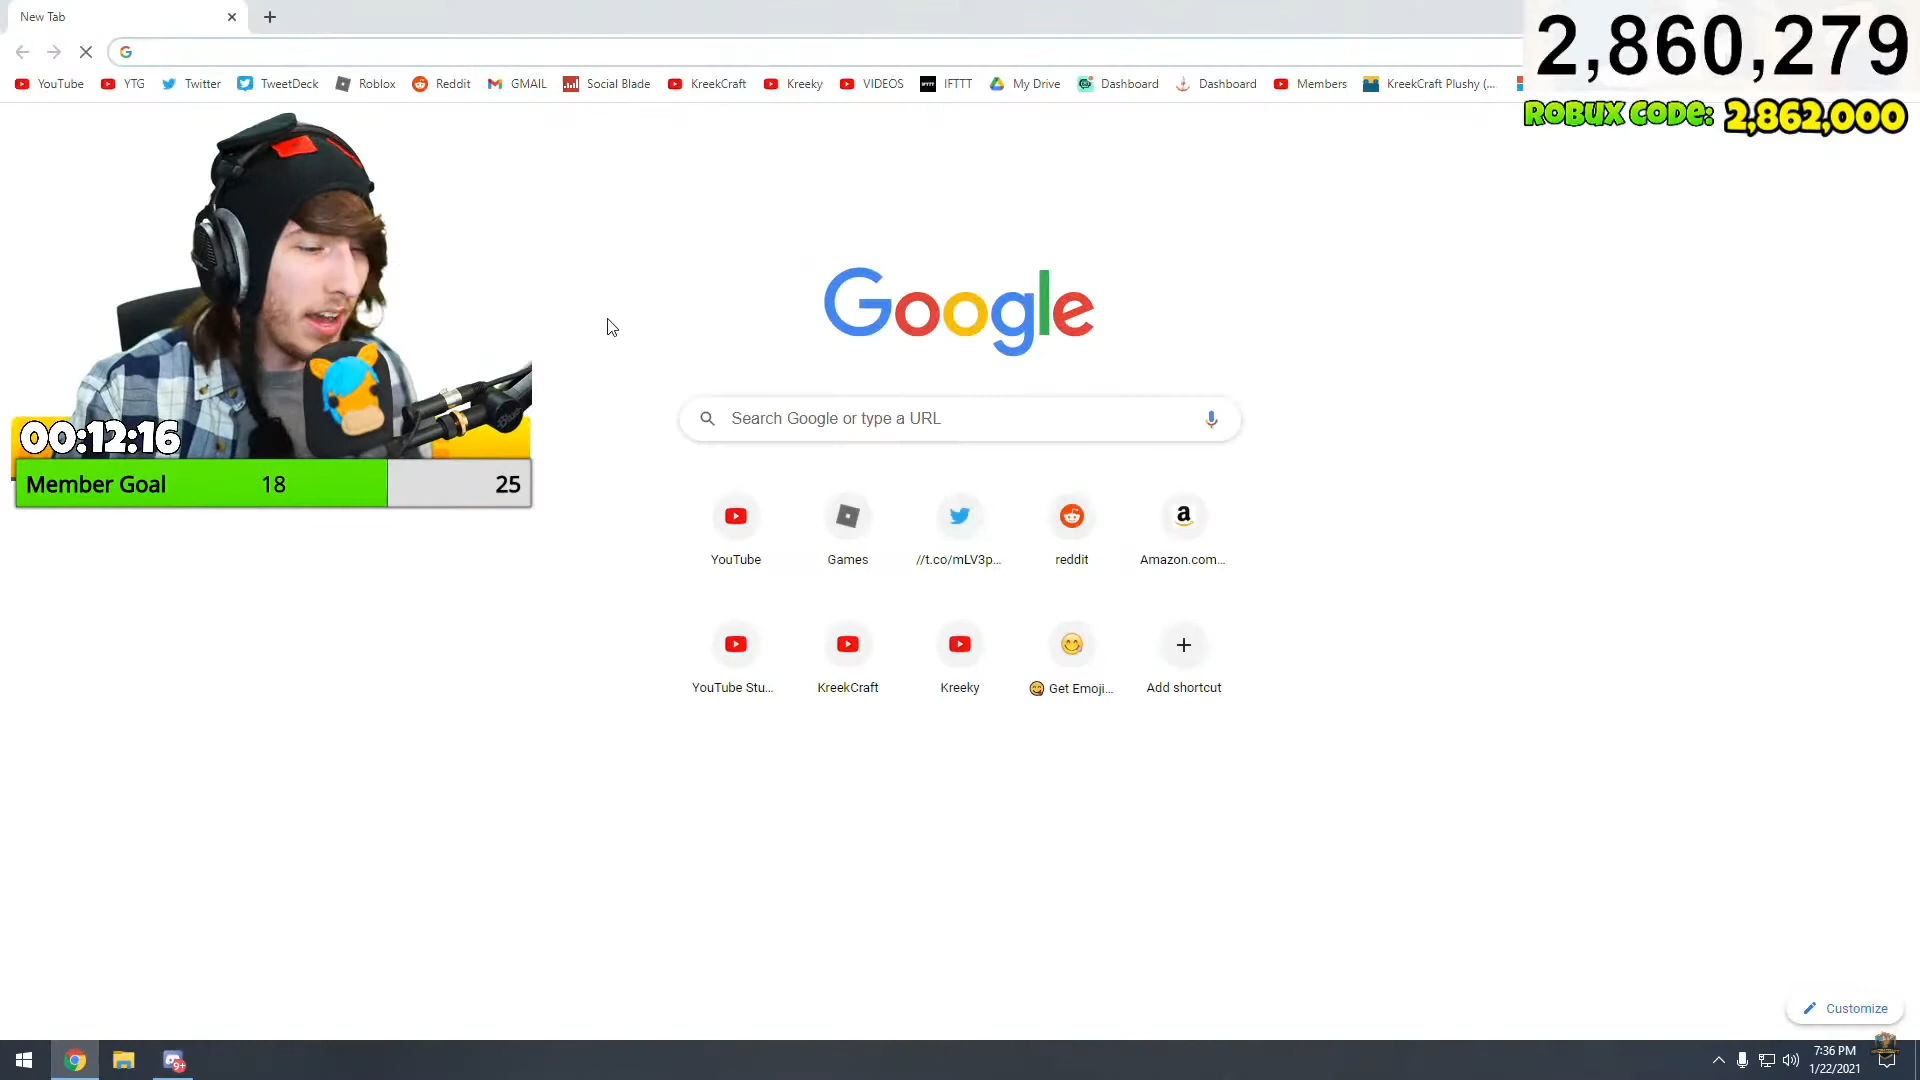 New Tab
2,860,279
YouTube YTG Twitter TweetDeck Roblox Reddit GMAIL Social Blade KreekCraft Kreeky VIDEOS IFTTT My Drive Dashboard Dashboard Members KreekCraft Plushy (...
ROBUX CODE: 2,862,000
Google
Search Google or type a URL
00:12:16
Member Goal 18 25
YouTube Games //t.co/mLV3p... reddit Amazon.com...
YouTube Stu... KreekCraft Kreeky Get Emoji... Add shortcut
Customize
9+
7:36 PM
1/22/2021